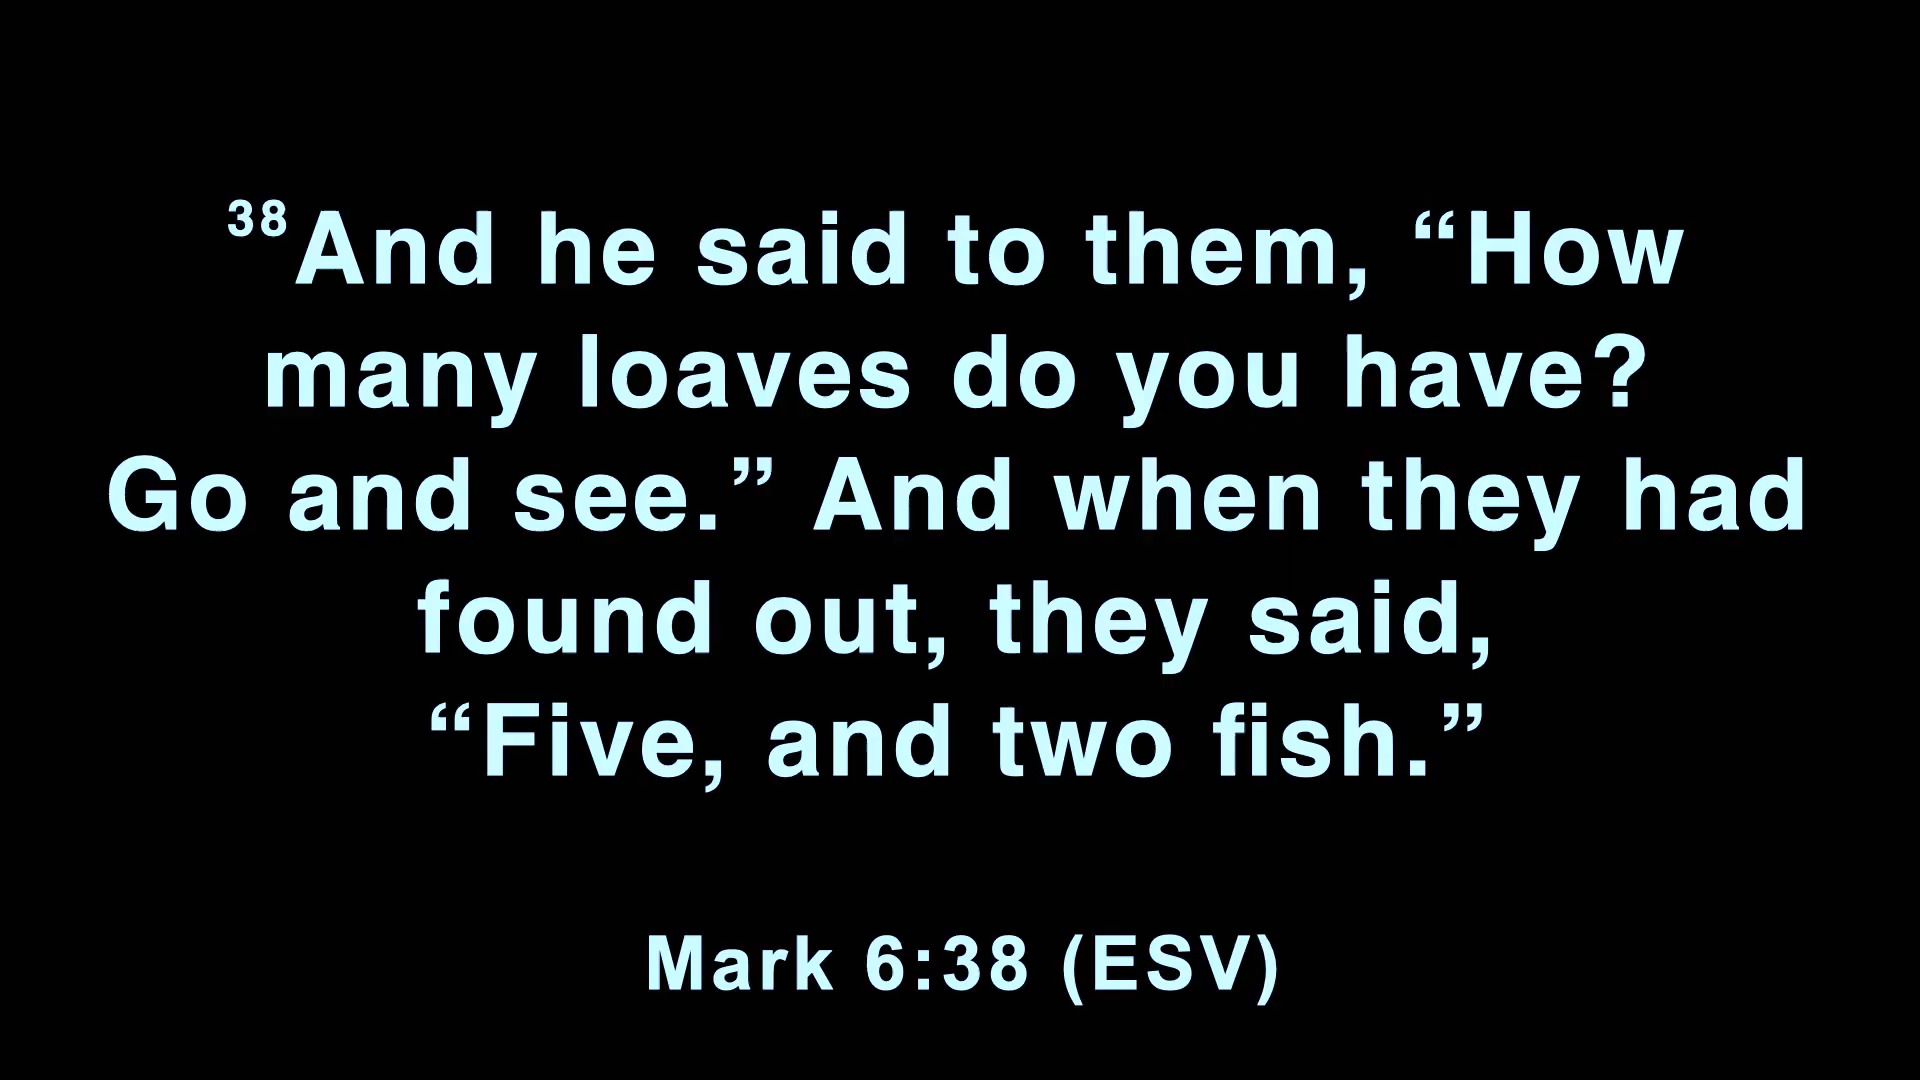 ³⁸And he said to them, “How
many loaves do you have?
Go and see.” And when they had
found out, they said,
“Five, and two fish.”
Mark 6:38 (ESV)